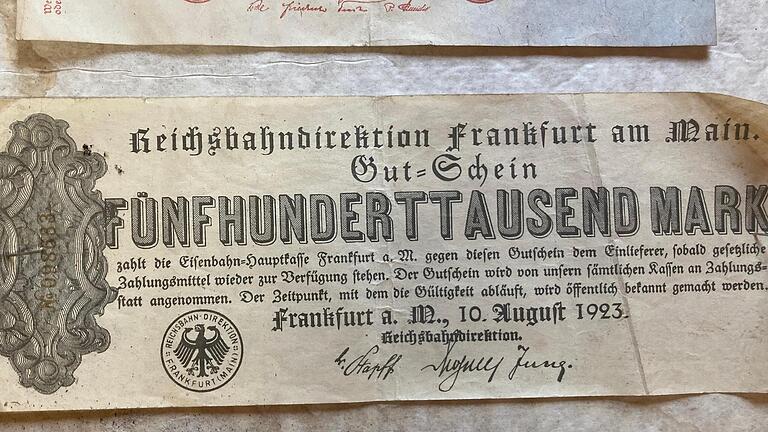 Reichsbahndirektion Frankfurt am Main.
Gut=Schein
FÜNFHUNDERTTAUSEND MARK
zahlt die Eisenbahn=Hauptkasse Frankfurt a. M. gegen diesen Gutschein dem Einlieferer, sobald gesetzliche
Zahlungsmittel wieder zur Verfügung stehen. Der Gutschein wird von unsern sämtlichen Kassen an Zahlungs=
statt angenommen. Der Zeitpunkt, mit dem die Gültigkeit abläuft, wird öffentlich bekannt gemacht werden.
Frankfurt a. M., 10. August 1923.
Reichsbahndirektion.
REICHSBAHN-DIREKTION
FRANKFURT (MAIN)
Stapff
Jung.